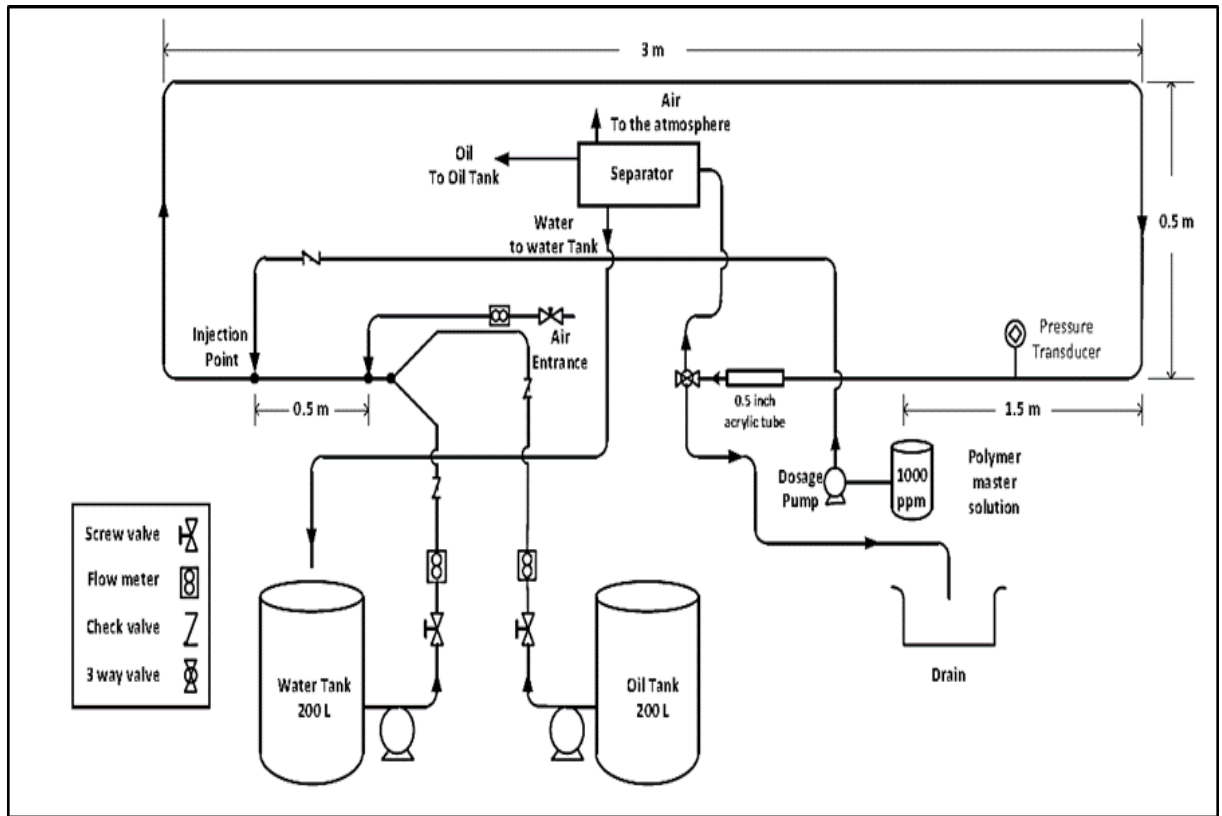 3 m
Air
To the atmosphere
Oil
To Oil Tank
Separator
0.5 m
Water
to water Tank
Injection
Point
Air
Entrance
Pressure
Transducer
0.5 m
0.5 inch
acrylic tube
1.5 m
Dosage
Pump
1000
ppm
Polymer
master
solution
Screw valve
Flow meter
Check valve
3 way valve
Water Tank
200 L
Oil Tank
200 L
Drain